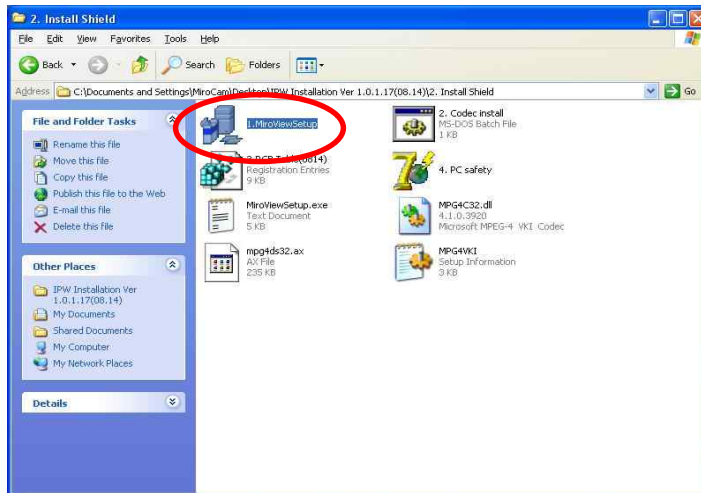 2. Install Shield
File Edit View Favorites Tools Help
Back Search Folders
Address C:\Documents and Settings\MiroCam\Desktop\IPW Installation Ver 1.0.1.17(08.14)\2. Install Shield Go
File and Folder Tasks
Rename this file
Move this file
Copy this file
Publish this file to the Web
E-mail this file
Delete this file
Other Places
IPW Installation Ver
1.0.1.17(08.14)
My Documents
Shared Documents
My Computer
My Network Places
Details
1.MiroViewSetup
2. Codec install
MS-DOS Batch File
1 KB
Table(0814)
Registration Entries
9 KB
4. PC safety
MiroViewSetup.exe
Text Document
5 KB
MPG4C32.dll
4.1.0.3920
Microsoft MPEG-4 VKI Codec
mpg4ds32.ax
AX File
235 KB
MPG4VKI
Setup Information
3 KB